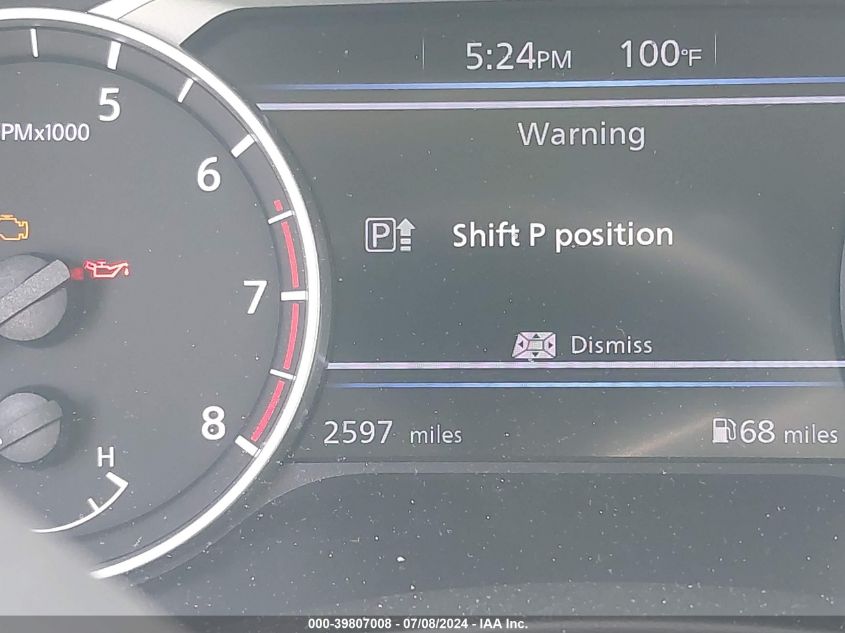 5:24PM 100°F
5
PMx1000
Warning
6
P Shift P position
7
Dismiss
8
2597 miles 68 miles
H
000-39807008 - 07/08/2024 - IAA Inc.